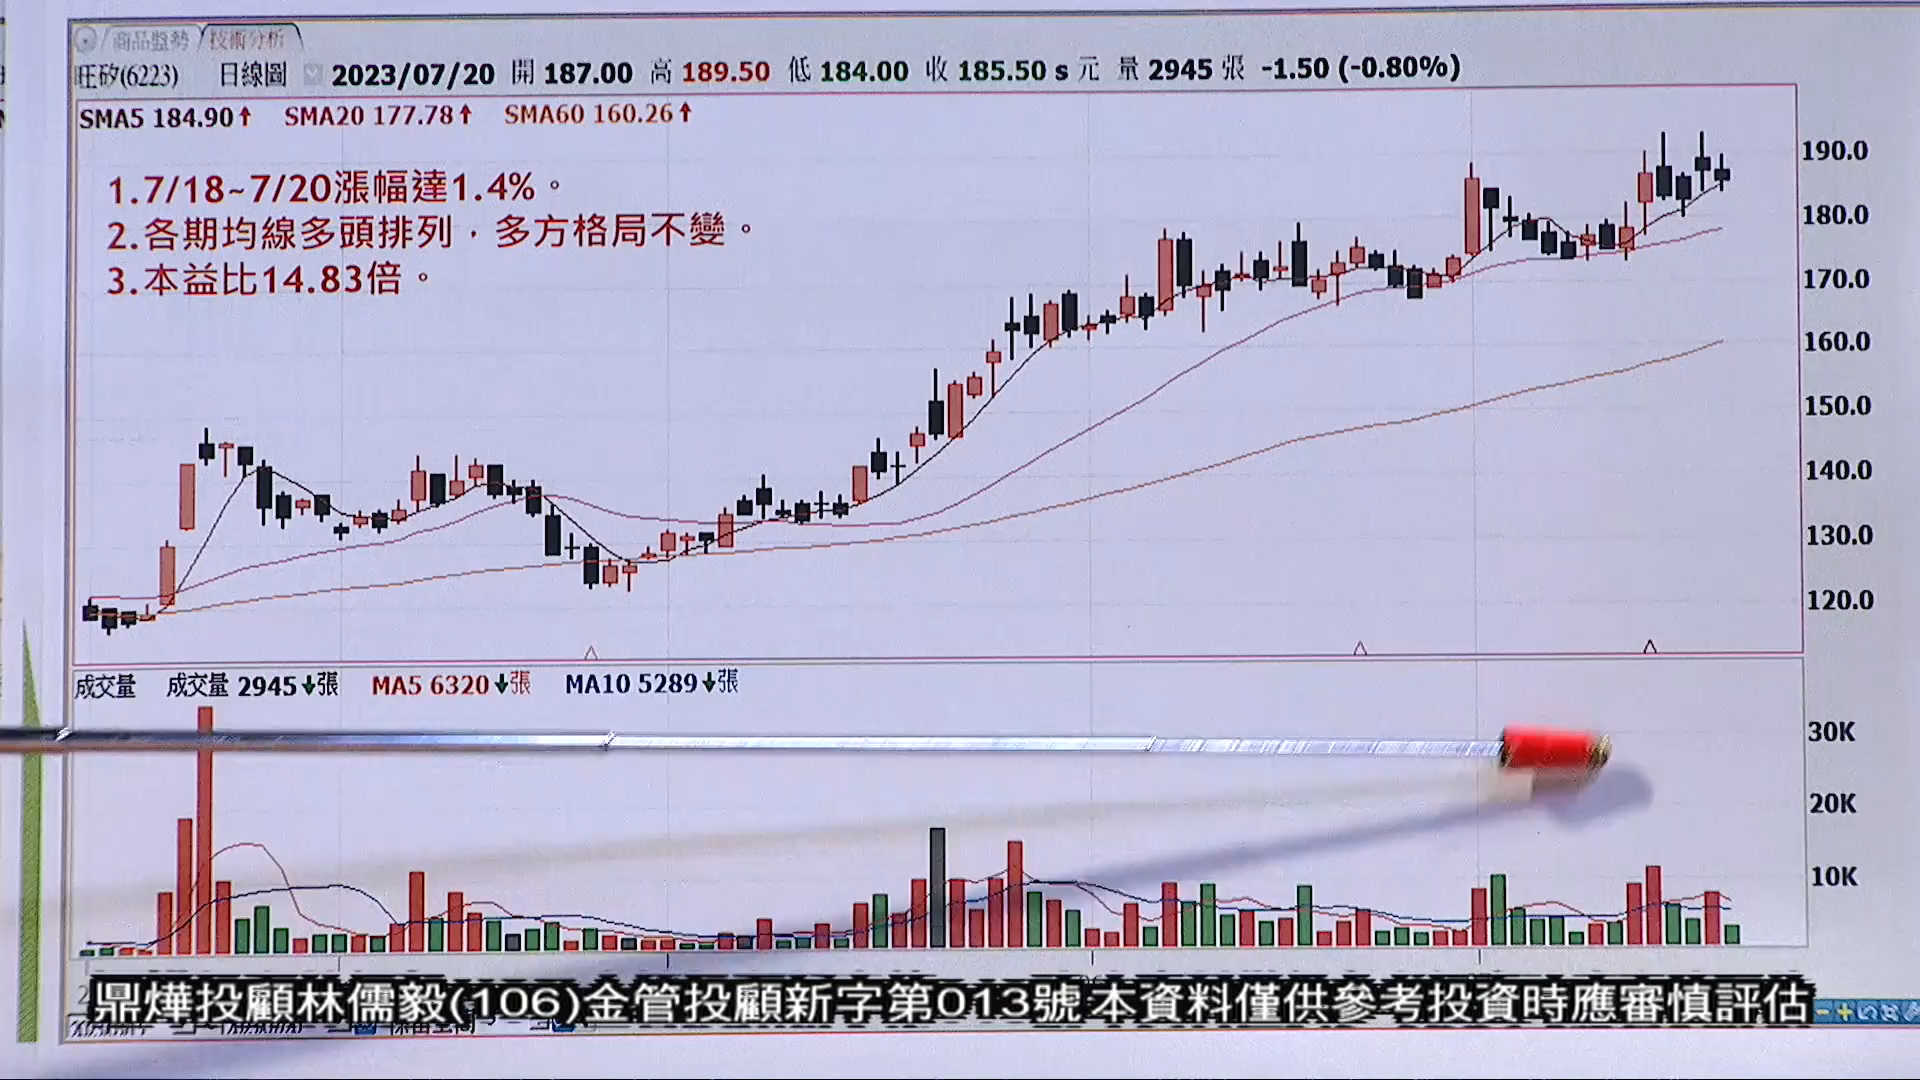 商品盤勢 技術分析
旺矽(6223) 日線圖 2023/07/20 開 187.00 高 189.50 低 184.00 收 185.50 s 元 量 2945 張 -1.50 (-0.80%)
SMA5 184.90↑ SMA20 177.78↑ SMA60 160.26↑
1.7/18~7/20漲幅達1.4%。
2.各期均線多頭排列，多方格局不變。
3.本益比14.83倍。
190.0
180.0
170.0
160.0
150.0
140.0
130.0
120.0
成交量 成交量 2945↓張 MA5 6320↓張 MA10 5289↓張
30K
20K
10K
鼎燁投顧林儒毅(106)金管投顧新字第013號 本資料僅供參考投資時應審慎評估